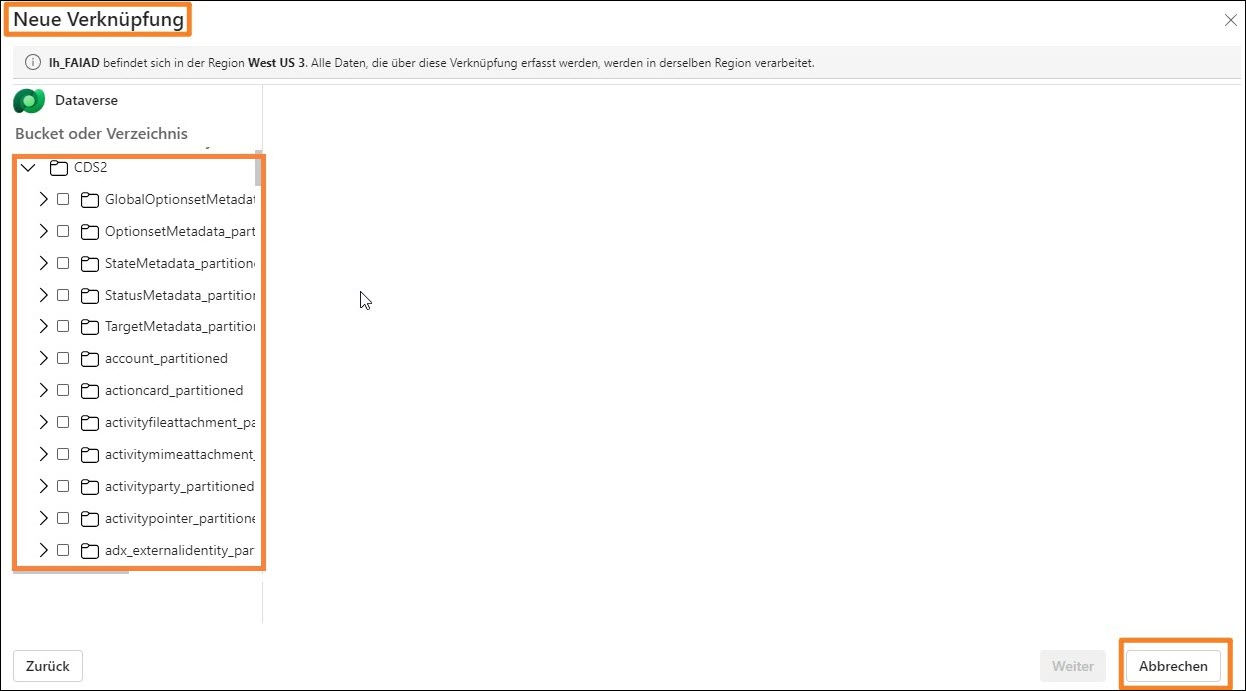 Neue Verknüpfung
lh_FAIAD befindet sich in der Region West US 3. Alle Daten, die über diese Verknüpfung erfasst werden, werden in derselben Region verarbeitet.
Dataverse
Bucket oder Verzeichnis
CDS2
GlobalOptionsetMetadat
OptionsetMetadata_part
StateMetadata_partition
StatusMetadata_partition
TargetMetadata_partition
account_partitioned
actioncard_partitioned
activityfileattachment_pa
activitymimeattachment_
activityparty_partitioned
activitypointer_partitione
adx_externalidentity_par
Zurück
Weiter
Abbrechen